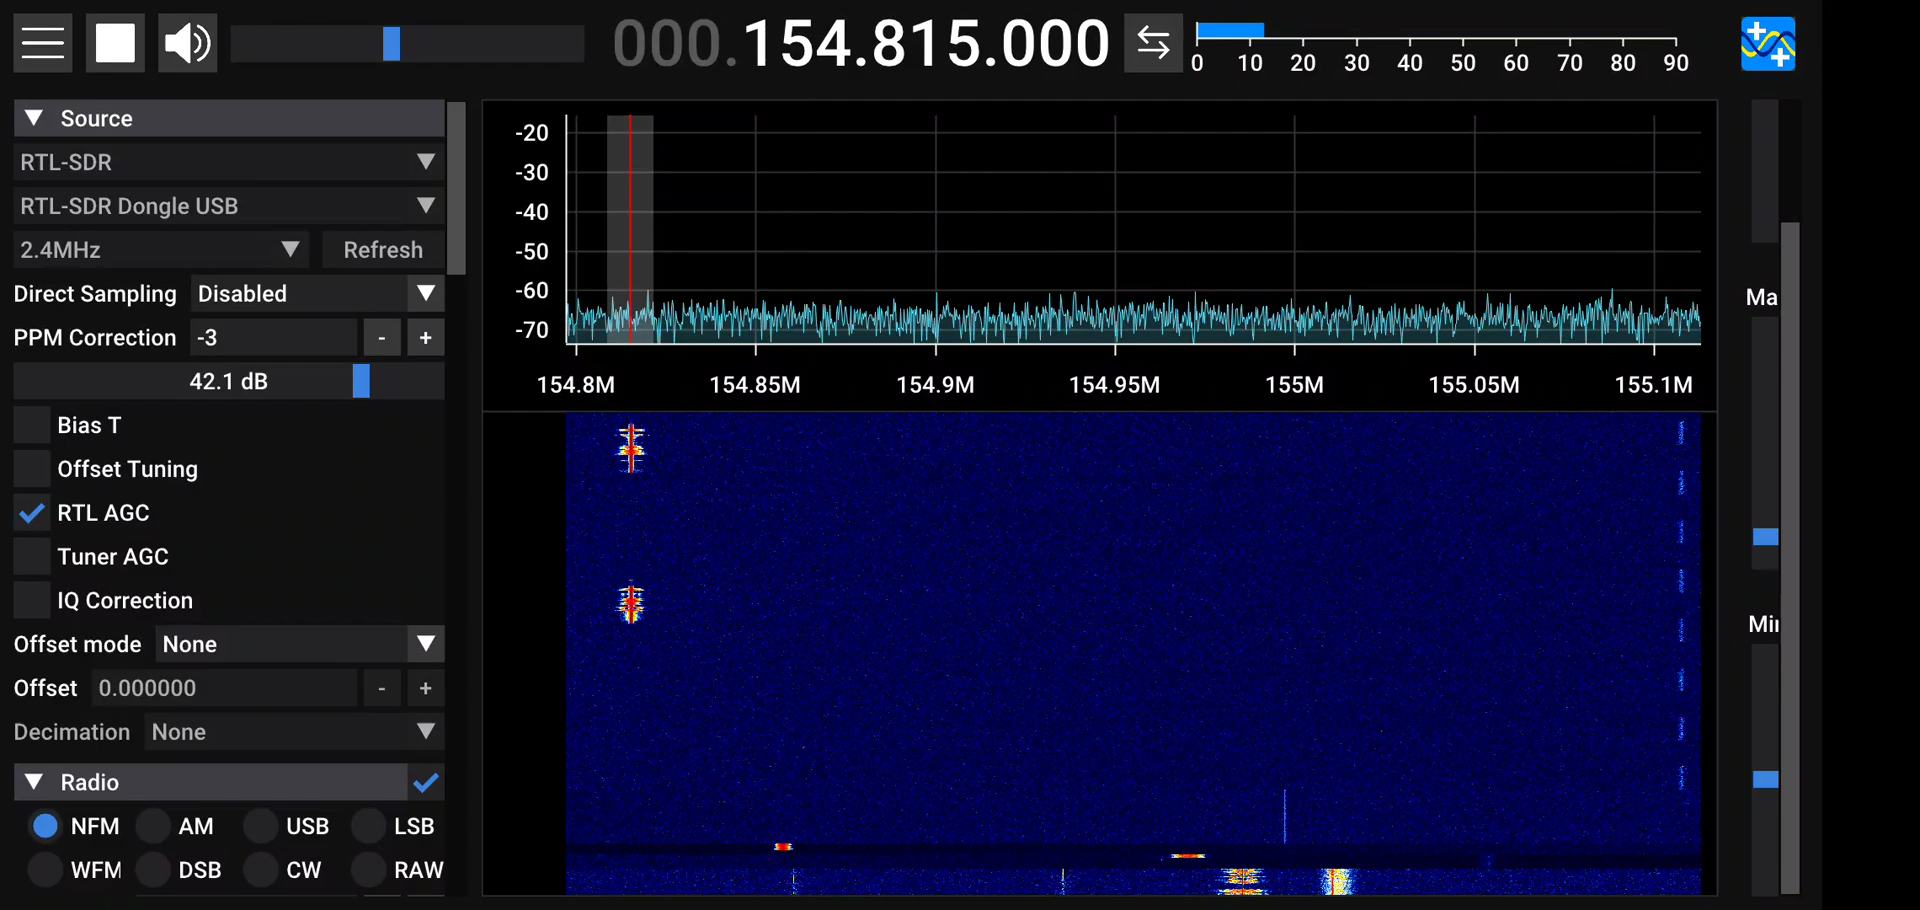 000.154.815.000
0 10 20 30 40 50 60 70 80 90
Source
RTL-SDR
RTL-SDR Dongle USB
2.4MHz Refresh
Direct Sampling Disabled
PPM Correction -3 - +
42.1 dB
Bias T
Offset Tuning
RTL AGC
Tuner AGC
IQ Correction
Offset mode None
Offset 0.000000 - +
Decimation None
Radio
NFM AM USB LSB
WFM DSB CW RAW
-20
-30
-40
-50
-60
-70
154.8M 154.85M 154.9M 154.95M 155M 155.05M 155.1M
Ma
Min